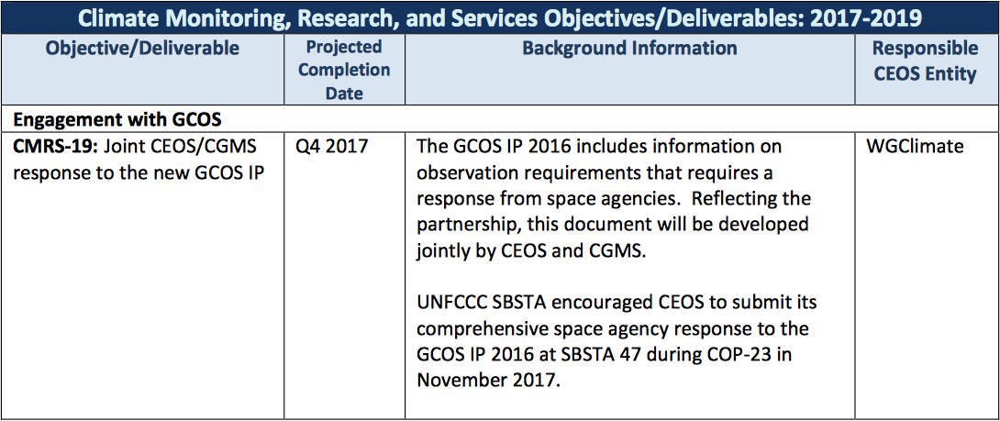 Climate Monitoring, Research, and Services Objectives/Deliverables: 2017-2019
Objective/Deliverable
Projected
Completion
Date
Background Information
Responsible
CEOS Entity
Engagement with GCOS
CMRS-19: Joint CEOS/CGMS
response to the new GCOS IP
Q4 2017
The GCOS IP 2016 includes information on
observation requirements that requires a
response from space agencies.  Reflecting the
partnership, this document will be developed
jointly by CEOS and CGMS.
UNFCCC SBSTA encouraged CEOS to submit its
comprehensive space agency response to the
GCOS IP 2016 at SBSTA 47 during COP-23 in
November 2017.
WGClimate